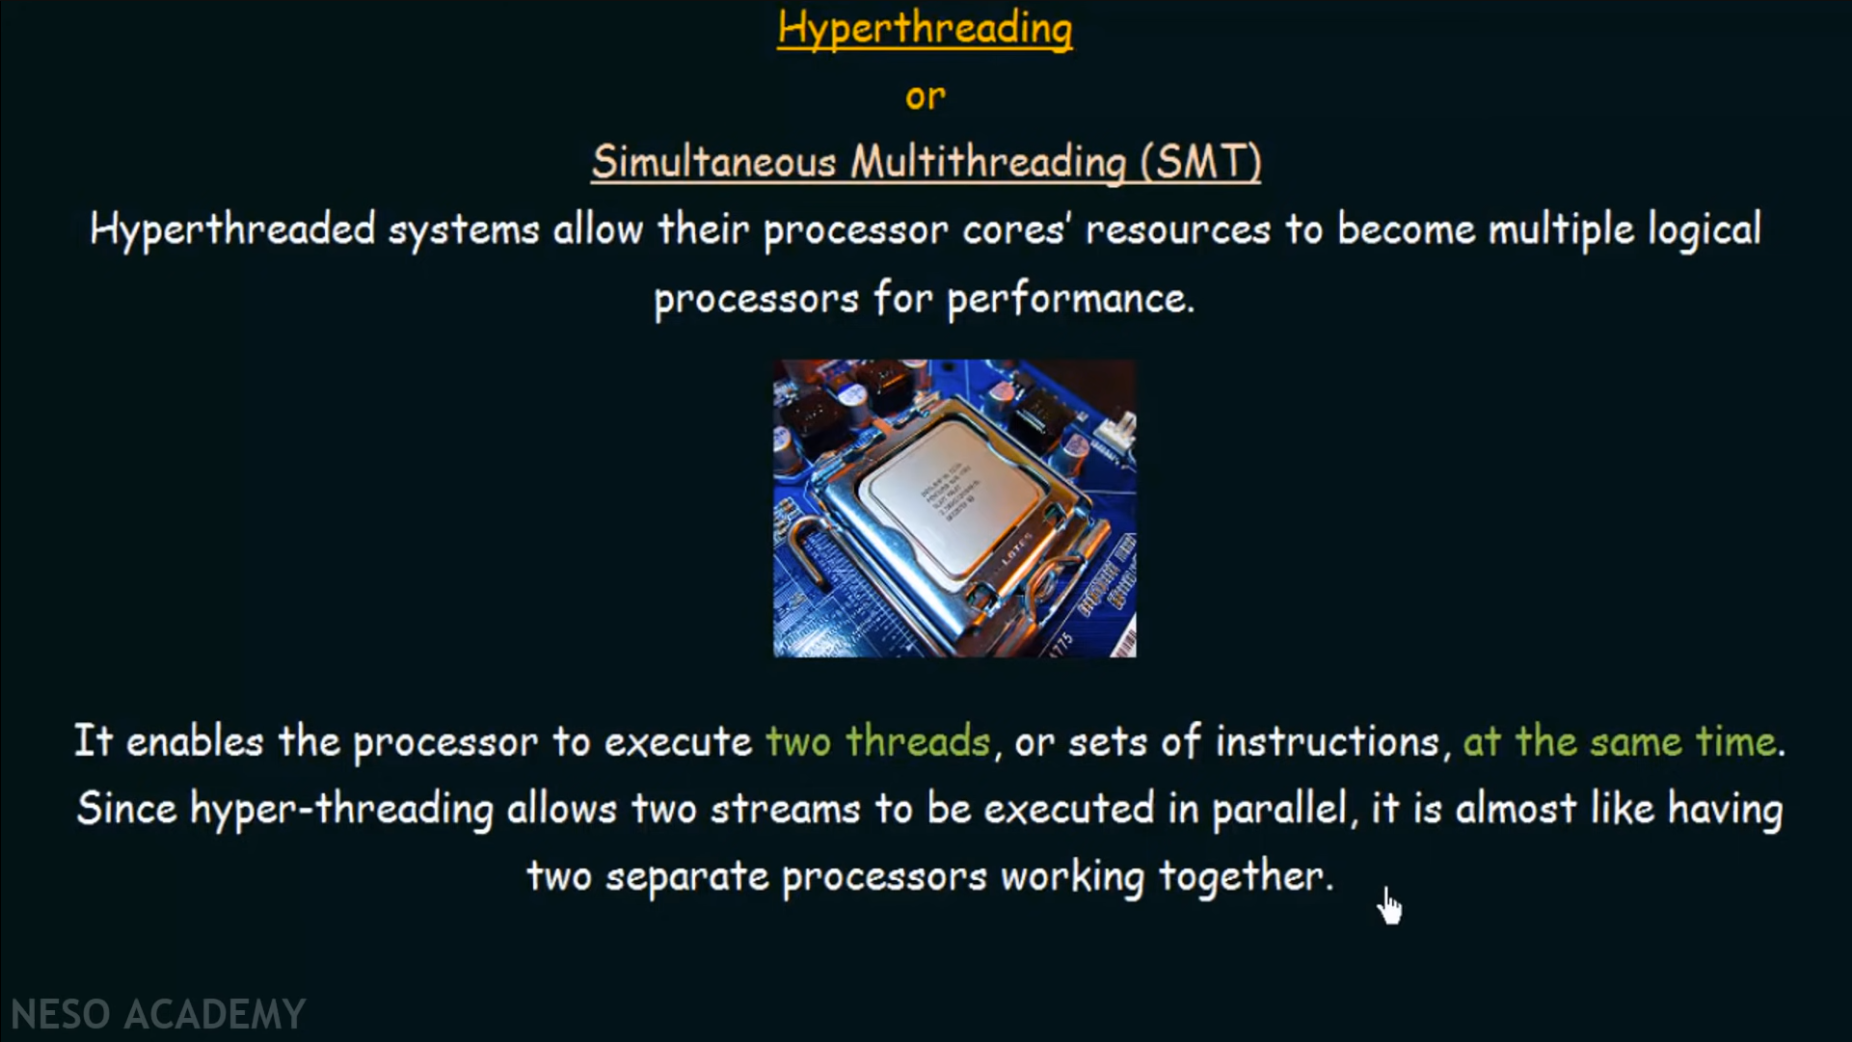 Hyperthreading
or
Simultaneous Multithreading (SMT)
Hyperthreaded systems allow their processor cores' resources to become multiple logical
processors for performance.
LOTES
A775
It enables the processor to execute two threads, or sets of instructions, at the same time.
Since hyper-threading allows two streams to be executed in parallel, it is almost like having
two separate processors working together.
NESO ACADEMY